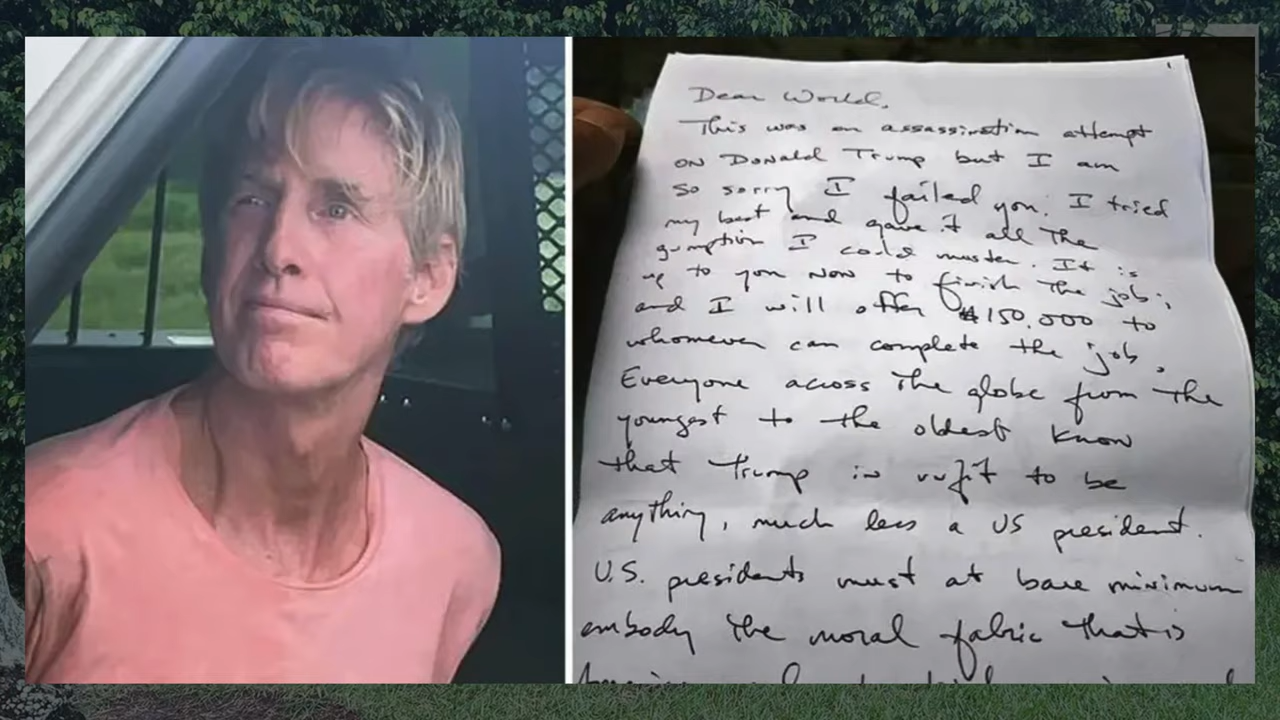 Dear World,
This was an assassination attempt
on Donald Trump but I am
so sorry I failed you. I tried
my best and gave it all the
gumption I could muster. It is
up to you now to finish the job;
and I will offer $150,000 to
whomever can complete the job.
Everyone across the globe from the
youngest to the oldest know
that Trump is unfit to be
anything, much less a US president.
U.S. presidents must at bare minimum
embody the moral fabric that is